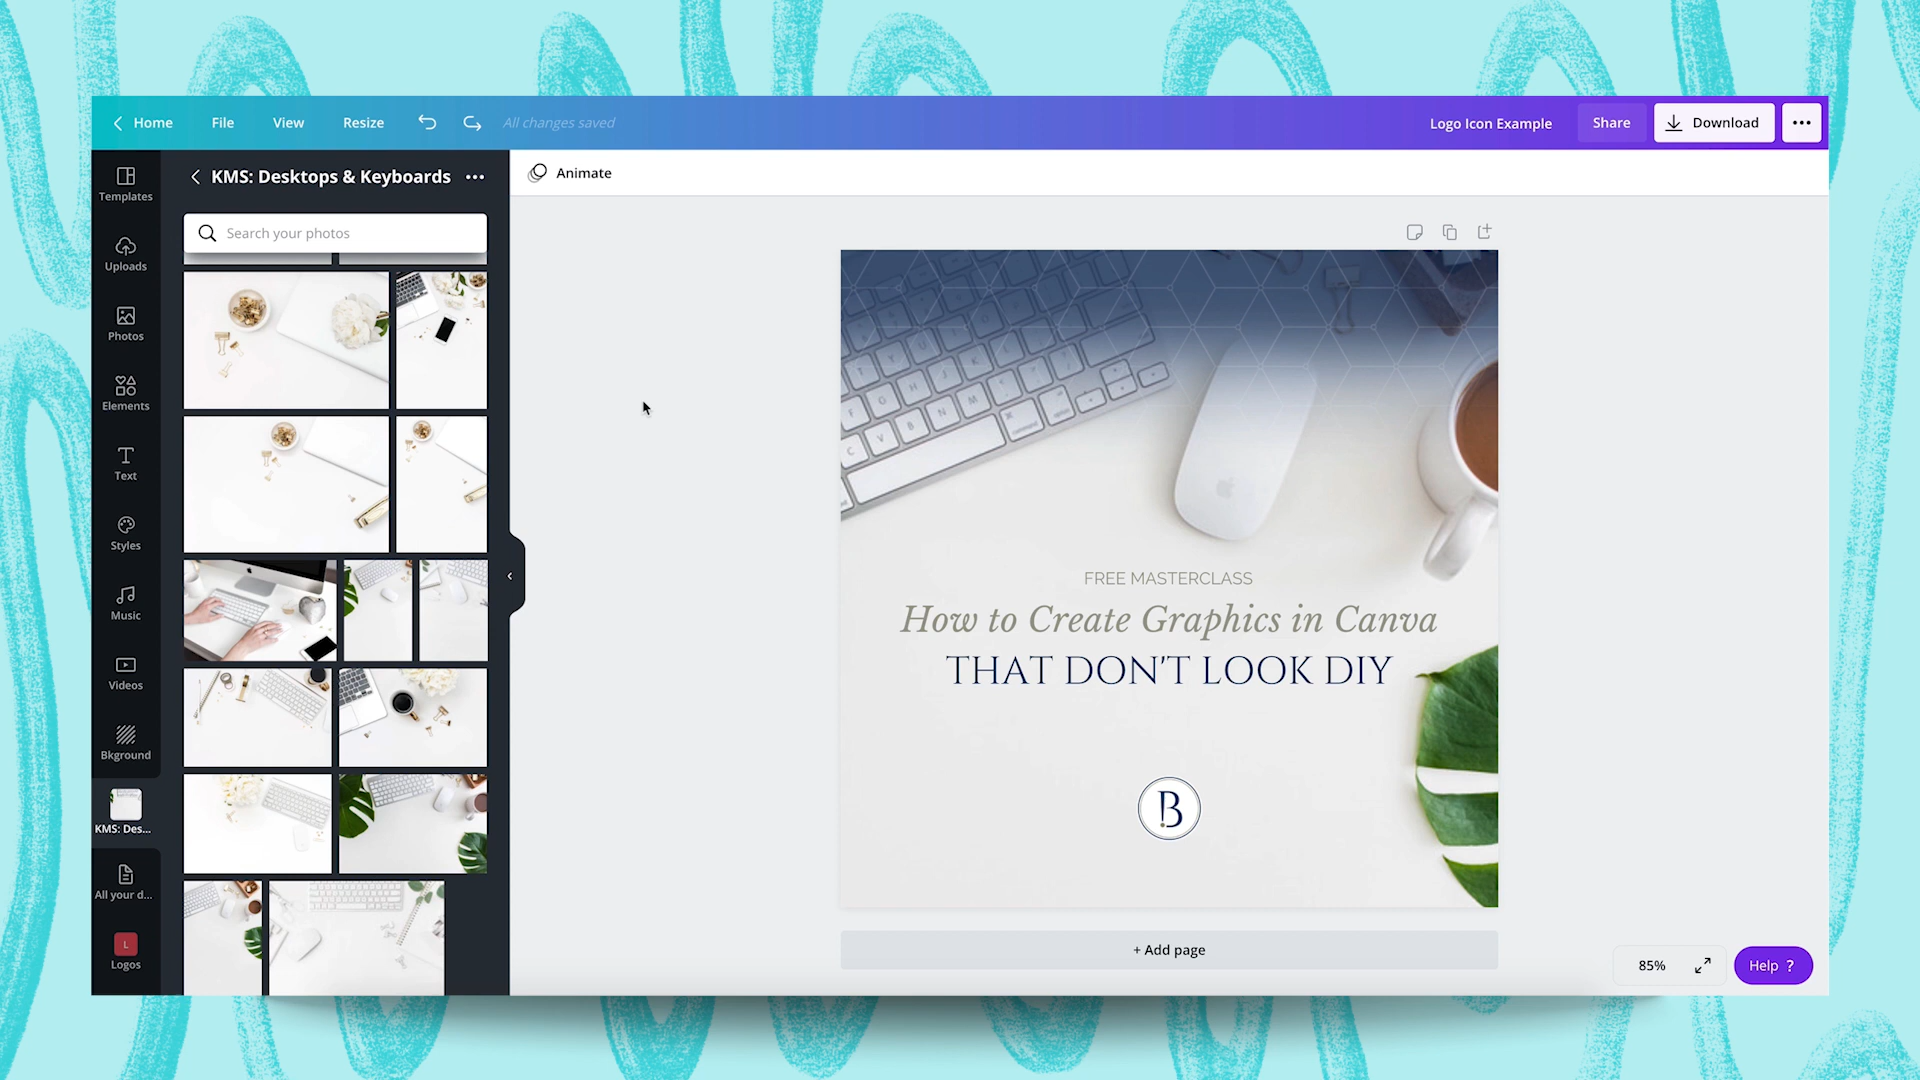 Home
File
View
Resize
All changes saved
Logo Icon Example
Share
Download
Templates
Uploads
Photos
Elements
Text
Styles
Music
Videos
Bkground
KMS: Des...
All your d...
L
Logos
KMS: Desktops & Keyboards
Search your photos
Animate
FREE MASTERCLASS
How to Create Graphics in Canva
THAT DON'T LOOK DIY
B
+ Add page
85%
Help ?